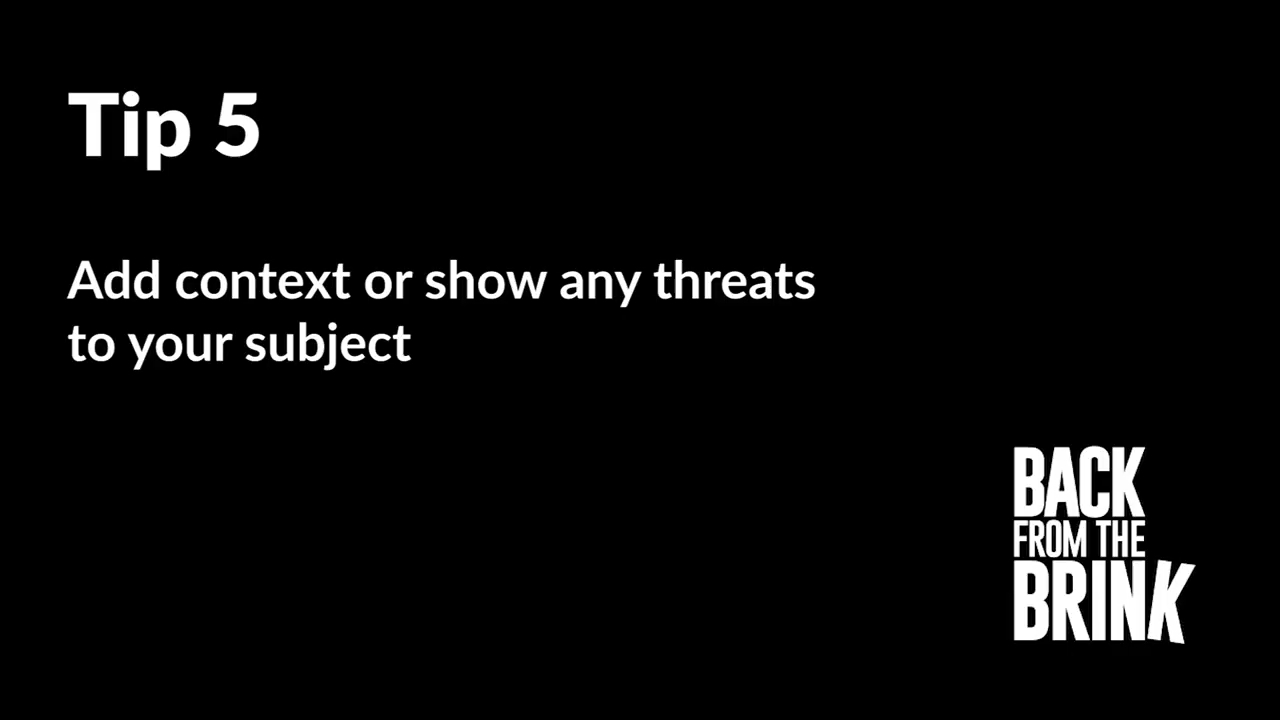 Tip 5
Add context or show any threats
to your subject
BACK
FROM THE
BRINK